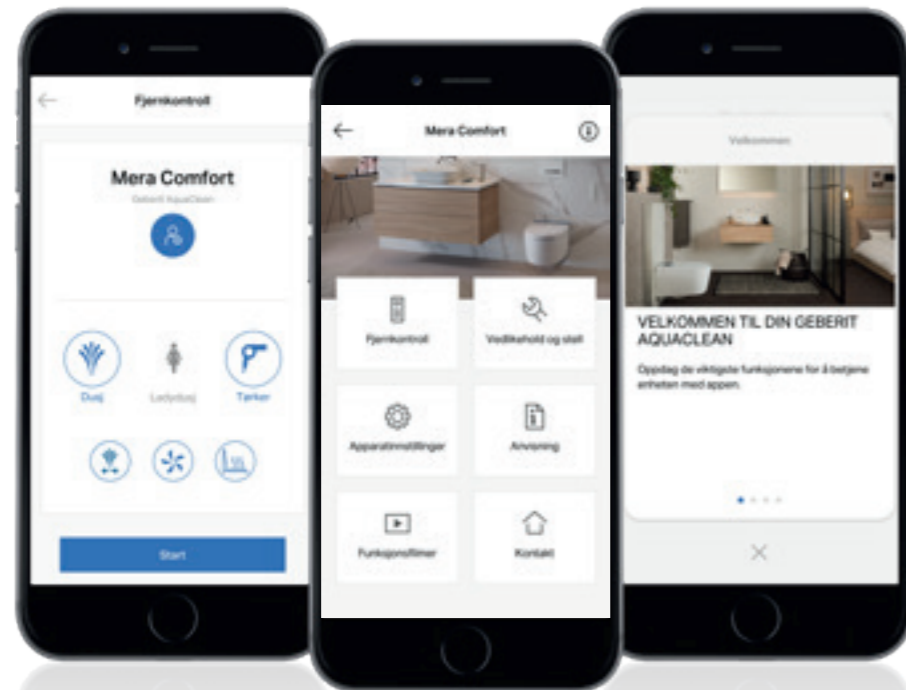 Fjernkontroll
Mera Comfort
Geberit AquaClean
Dusj
Ladydusj
Tørker
Start
Mera Comfort
Fjernkontroll
Vedlikehold og stell
Apparatinnstillinger
Anvisning
Funksjonsfilmer
Kontakt
Velkommen
VELKOMMEN TIL DIN GEBERIT
AQUACLEAN
Oppdag de viktigste funksjonene for å betjene
enheten med appen.